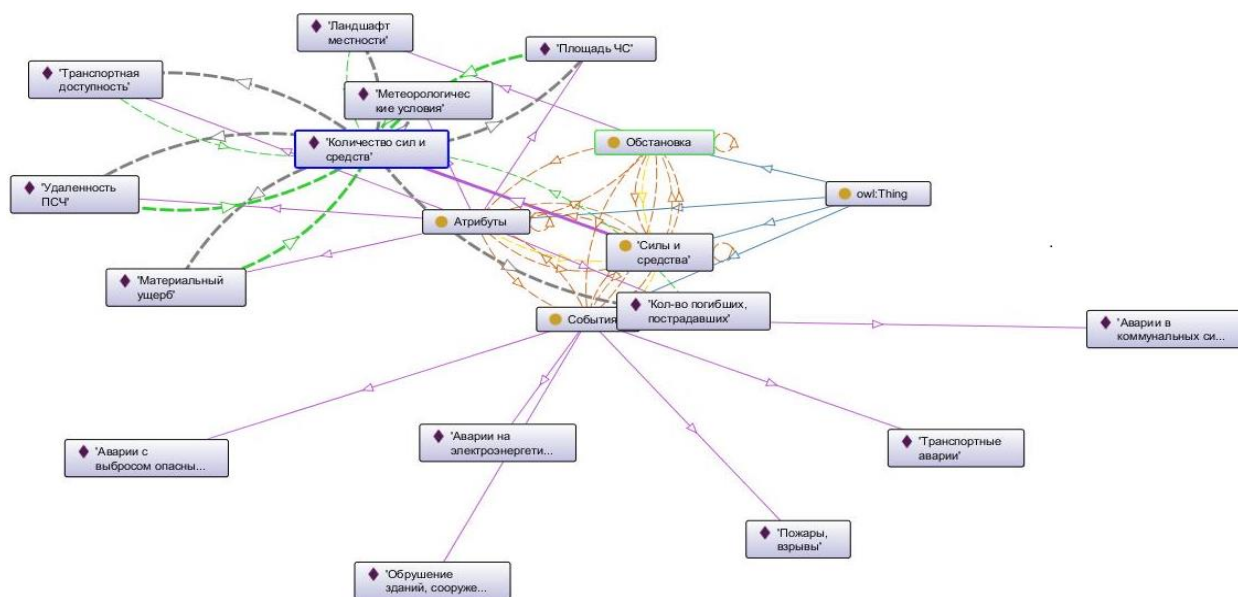 'Ландшафт
местности'
'Площадь ЧС'
'Транспортная
доступность'
'Метеорологичес
кие условия'
'Количество сил и
средств'
Обстановка
'Удаленность
ПСЧ'
owl:Thing
Атрибуты
'Силы и
средства'
'Материальный
ущерб'
'Кол-во погибших,
пострадавших'
События
'Аварии в
коммунальных си...
'Аварии с
выбросом опасны...
'Аварии на
электроэнергети...
'Транспортные
аварии'
'Пожары,
взрывы'
'Обрушение
зданий, сооруже...